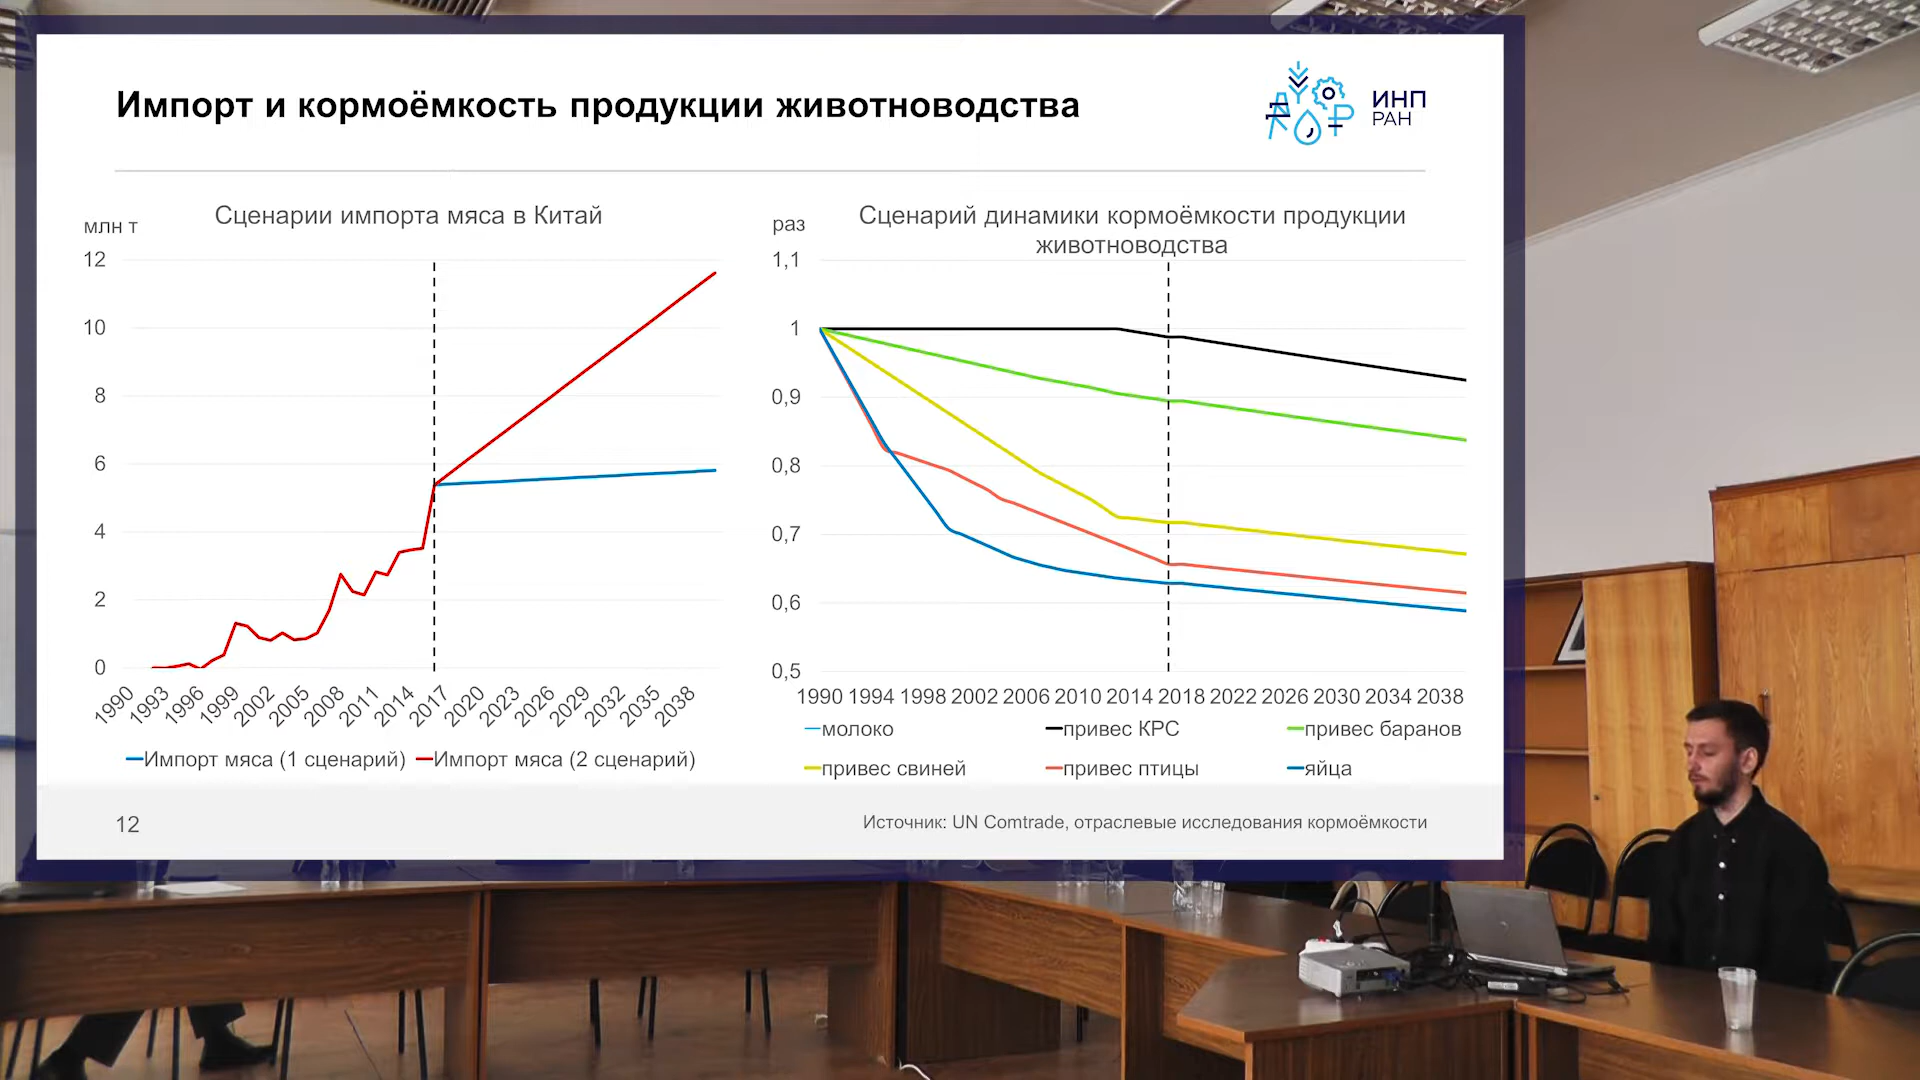 Импорт и кормоёмкость продукции животноводства
ИНП
РАН
млн т
Сценарии импорта мяса в Китай
12
10
8
6
4
2
0
1990 1993 1996 1999 2002 2005 2008 2011 2014 2017 2020 2023 2026 2029 2032 2035 2038
Импорт мяса (1 сценарий) Импорт мяса (2 сценарий)
раз
Сценарий динамики кормоёмкости продукции
животноводства
1,1
1
0,9
0,8
0,7
0,6
0,5
1990 1994 1998 2002 2006 2010 2014 2018 2022 2026 2030 2034 2038
молоко привес КРС привес баранов
привес свиней привес птицы яйца
12
Источник: UN Comtrade, отраслевые исследования кормоёмкости